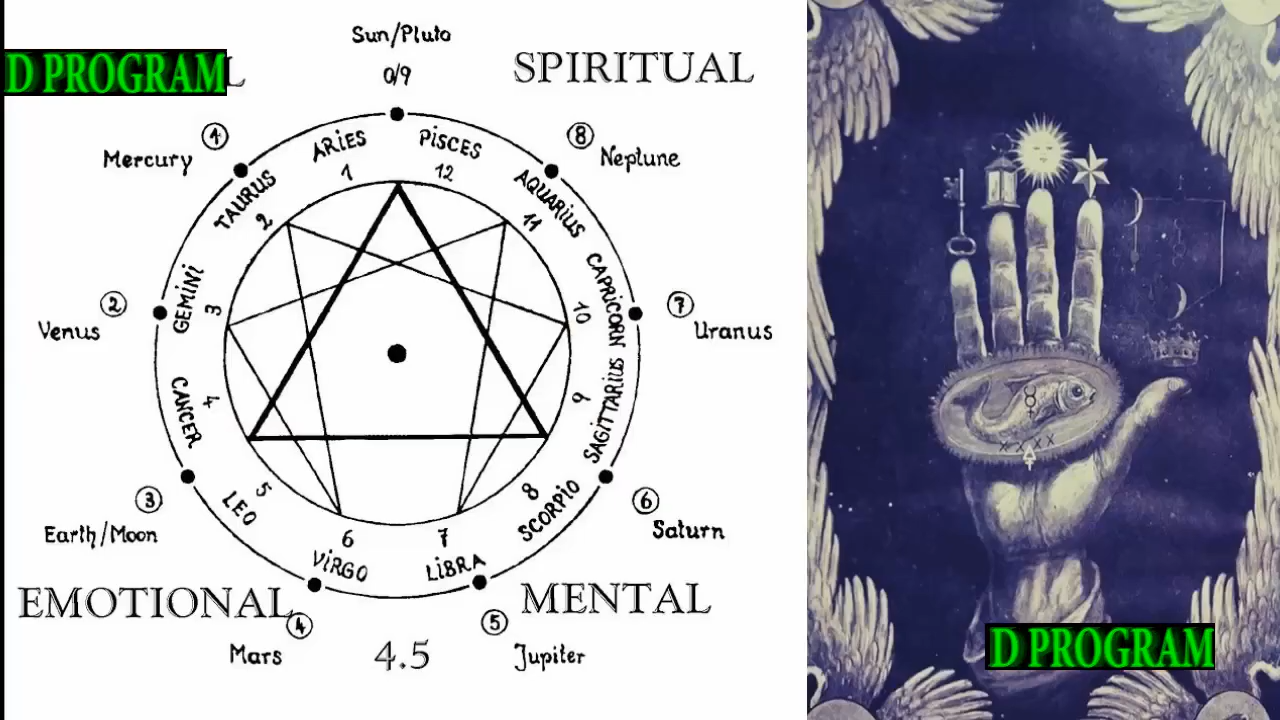 Sun/Pluto
0/9
SPIRITUAL
D PROGRAM
L
1
Mercury
8
Neptune
ARIES
PiSCES
1
12
TAURUS
2
AQUARIUS
11
GEMiNi
3
CAPRiCORN
10
2
Venus
7
Uranus
CANCER
4
SAGiTTARiUS
9
LEO
5
SCORPiO
8
3
Earth/Moon
6
Saturn
6
7
ViRGO
LiBRA
EMOTIONAL
MENTAL
4
Mars
4.5
5
Jupiter
☿
X X X X
D PROGRAM